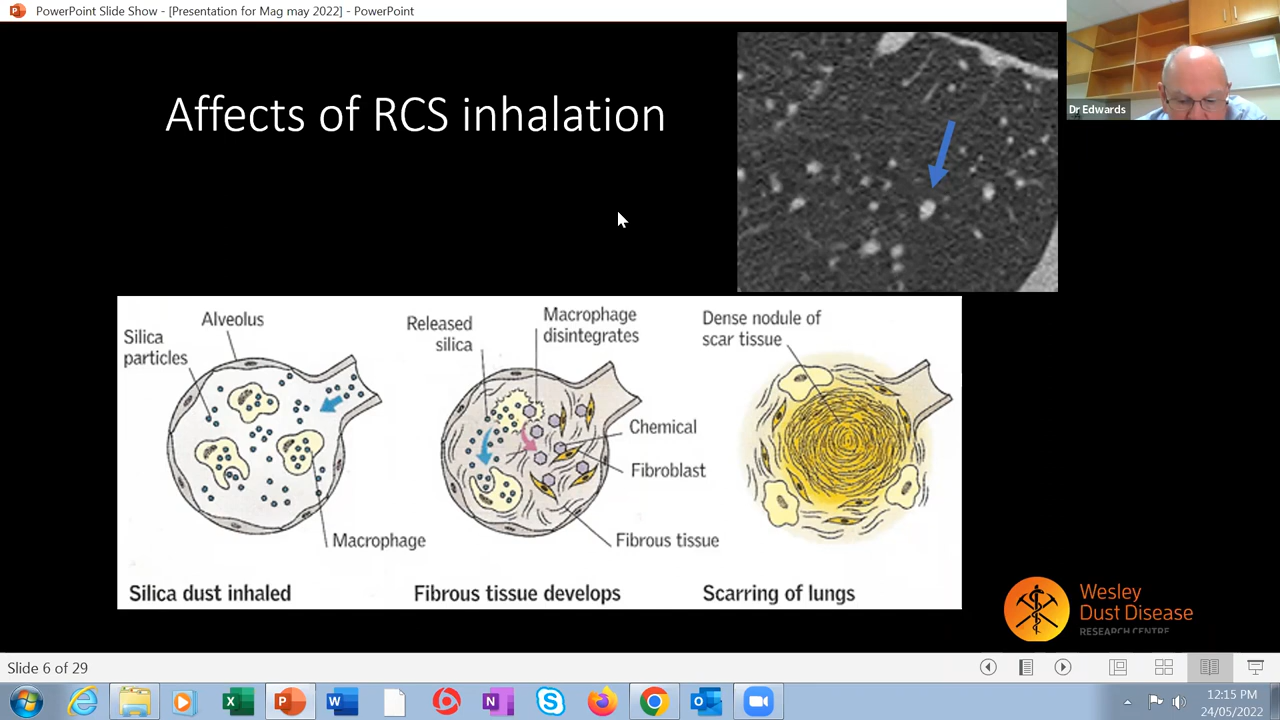 PowerPoint Slide Show - [Presentation for Mag may 2022] - PowerPoint
Dr Edwards
Affects of RCS inhalation
Silica
particles
Alveolus
Macrophage
Silica dust inhaled
Released
silica
Macrophage
disintegrates
Chemical
Fibroblast
Fibrous tissue
Fibrous tissue develops
Dense nodule of
scar tissue
Scarring of lungs
Wesley
Dust Disease
RESEARCH CENTRE
Slide 6 of 29
12:15 PM
24/05/2022